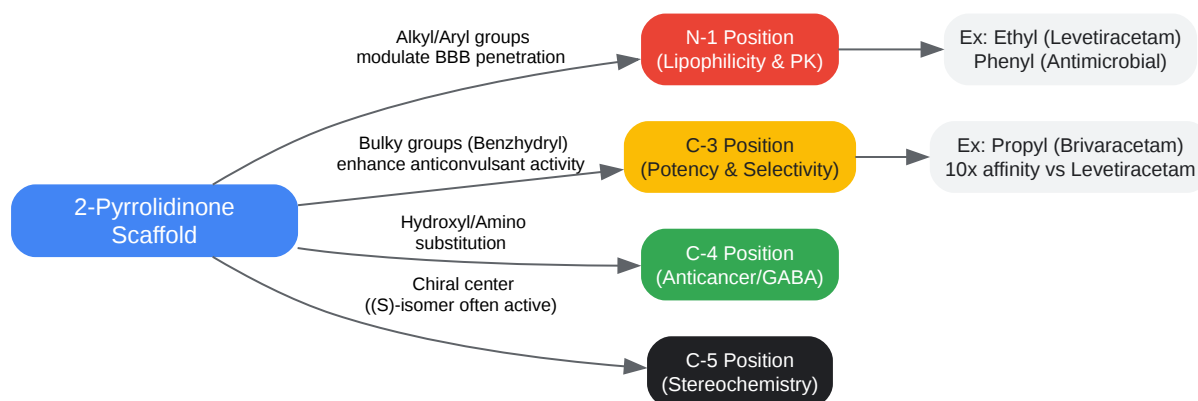 2-Pyrrolidinone
Scaffold
Alkyl/Aryl groups
modulate BBB penetration
N-1 Position
(Lipophilicity & PK)
Ex: Ethyl (Levetiracetam)
Phenyl (Antimicrobial)
Bulky groups (Benzhydryl)
enhance anticonvulsant activity
C-3 Position
(Potency & Selectivity)
Ex: Propyl (Brivaracetam)
10x affinity vs Levetiracetam
Hydroxyl/Amino
substitution
C-4 Position
(Anticancer/GABA)
Chiral center
((S)-isomer often active)
C-5 Position
(Stereochemistry)